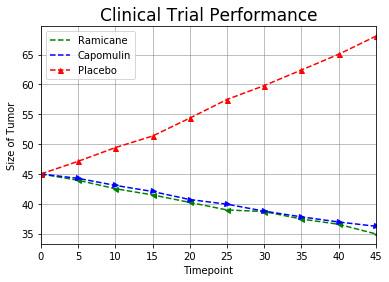 Clinical Trial Performance
Ramicane
Capomulin
Placebo
Size of Tumor
65
60
55
50
45
40
35
0 5 10 15 20 25 30 35 40 45
Timepoint